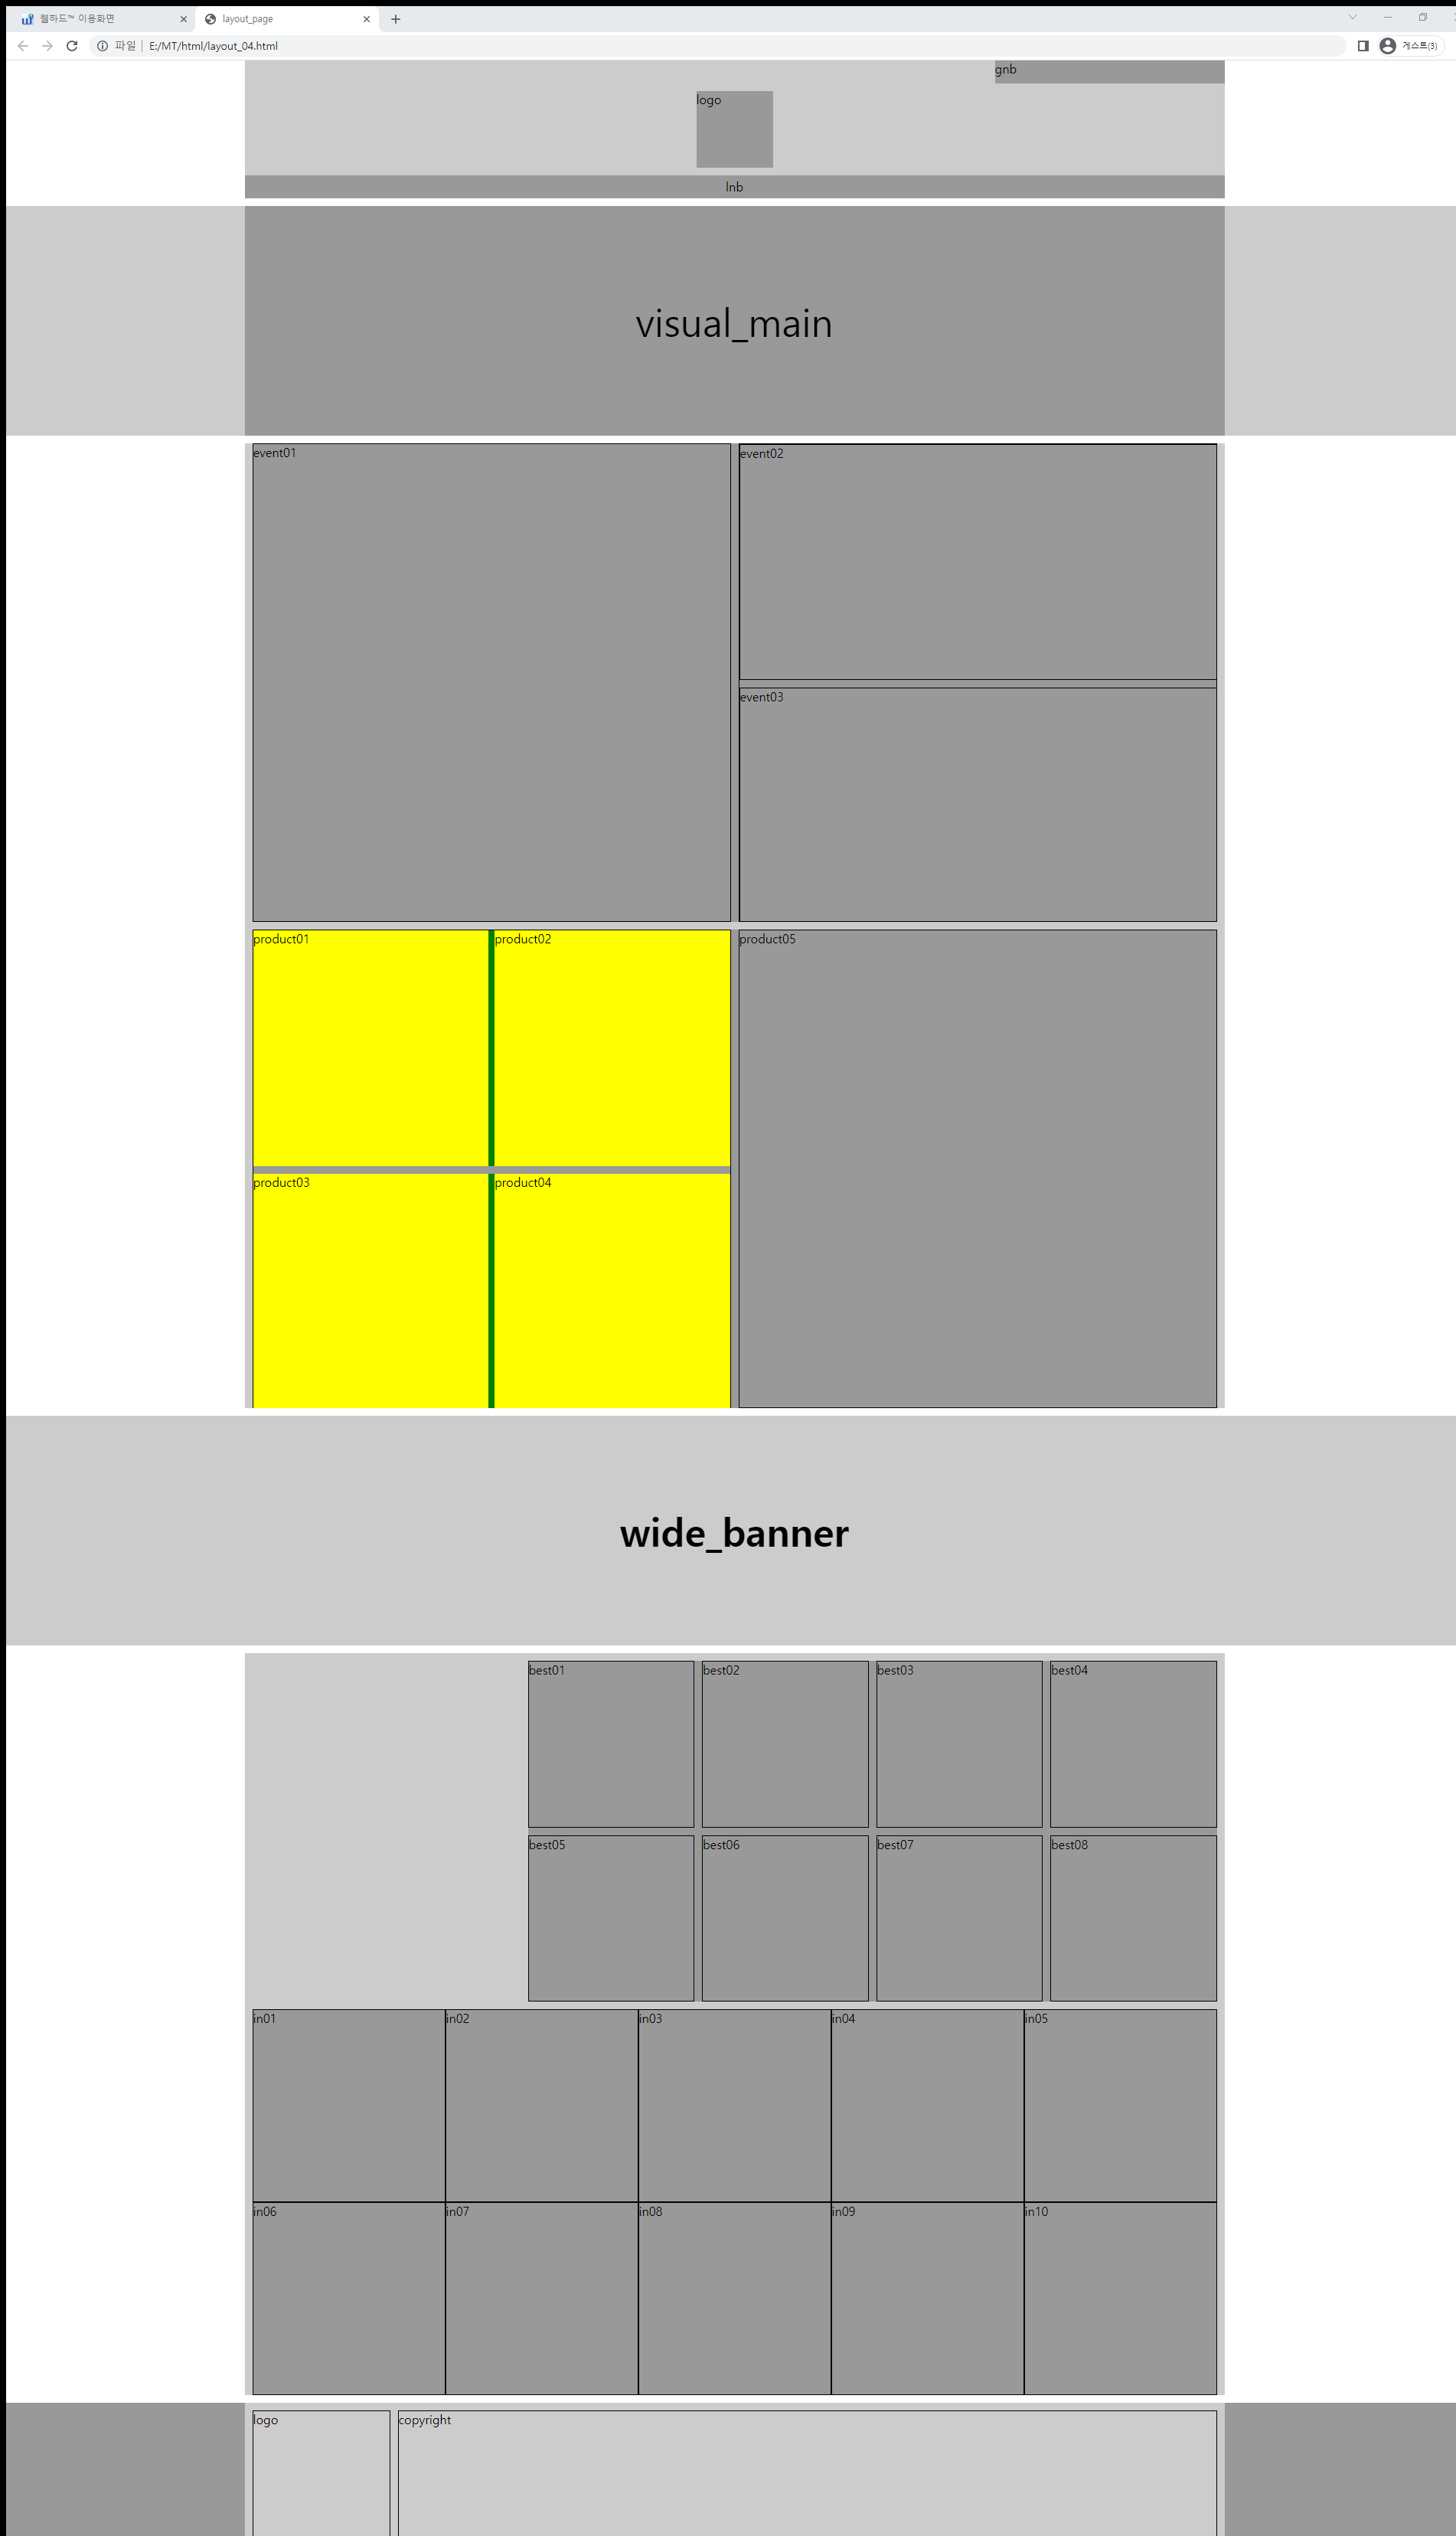 웹하드™ 이용화면
layout_page
파일 E:/MT/html/layout_04.html
게스트(3)
gnb
logo
lnb
visual_main
event01
event02
event03
product01
product02
product05
product03
product04
wide_banner
best01
best02
best03
best04
best05
best06
best07
best08
in01
in02
in03
in04
in05
in06
in07
in08
in09
in10
logo
copyright